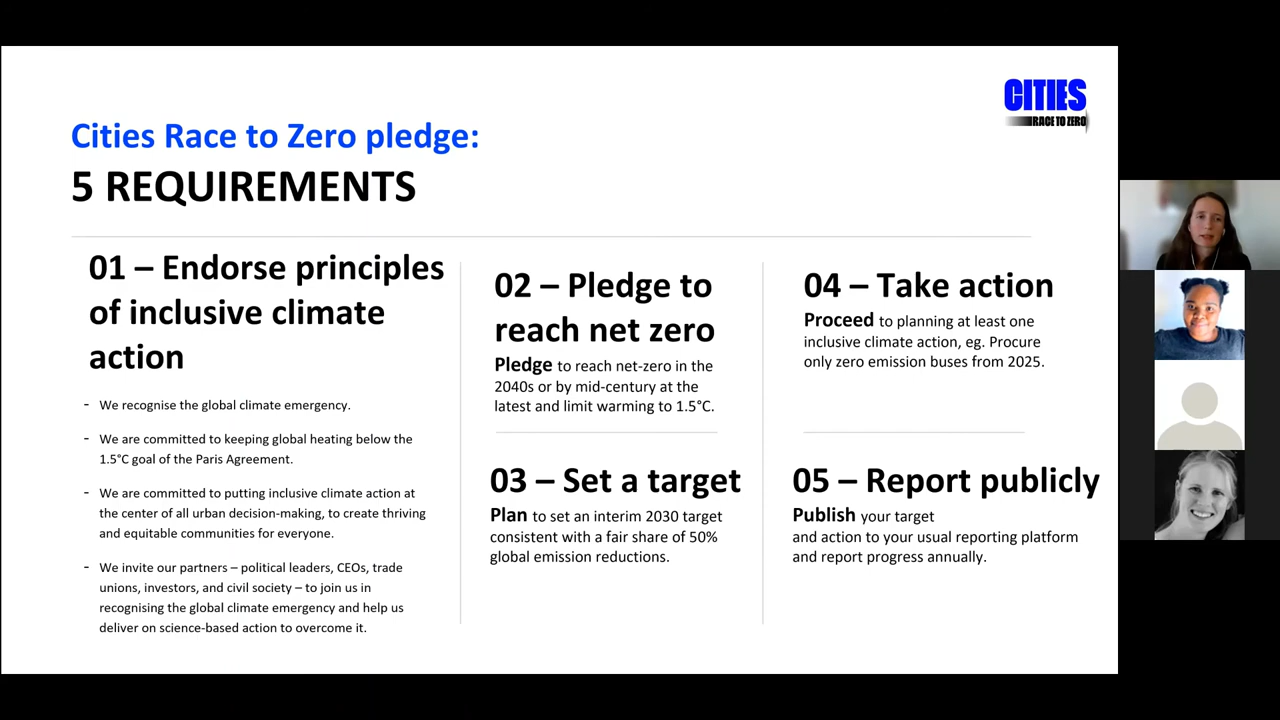 CITIES
RACE TO ZERO
Cities Race to Zero pledge:
5 REQUIREMENTS
01 – Endorse principles
of inclusive climate
action
- We recognise the global climate emergency.
- We are committed to keeping global heating below the
1.5°C goal of the Paris Agreement.
- We are committed to putting inclusive climate action at
the center of all urban decision-making, to create thriving
and equitable communities for everyone.
- We invite our partners – political leaders, CEOs, trade
unions, investors, and civil society – to join us in
recognising the global climate emergency and help us
deliver on science-based action to overcome it.
02 – Pledge to
reach net zero
Pledge to reach net-zero in the
2040s or by mid-century at the
latest and limit warming to 1.5°C.
03 – Set a target
Plan to set an interim 2030 target
consistent with a fair share of 50%
global emission reductions.
04 – Take action
Proceed to planning at least one
inclusive climate action, eg. Procure
only zero emission buses from 2025.
05 – Report publicly
Publish your target
and action to your usual reporting platform
and report progress annually.